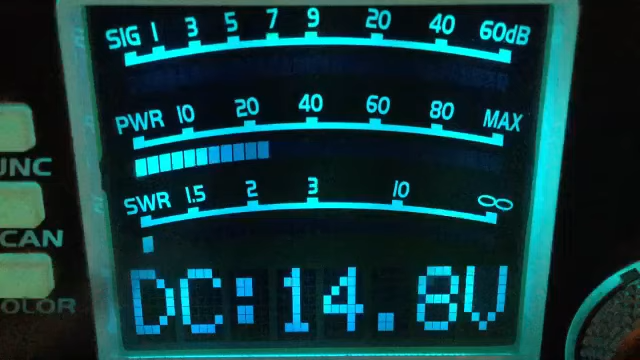 SIG 1 3 5 7 9 20 40 60dB
PWR 10 20 40 60 80 MAX
UNC
SWR 1.5 2 3 10 ∞
CAN
OLOR
DC:14.8V